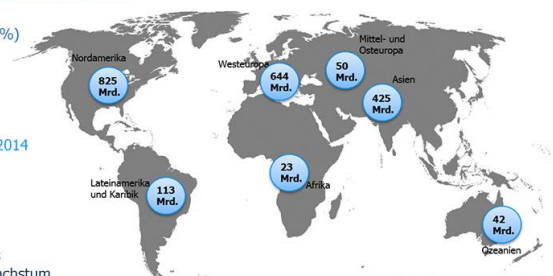 %)
Nordamerika
825
Mrd.
Westeuropa
644
Mrd.
Mittel- und
Osteuropa
50
Mrd.
Asien
425
Mrd.
2014
Lateinamerika
und Karibik
113
Mrd.
23
Mrd.
Afrika
42
Mrd.
Ozeanien